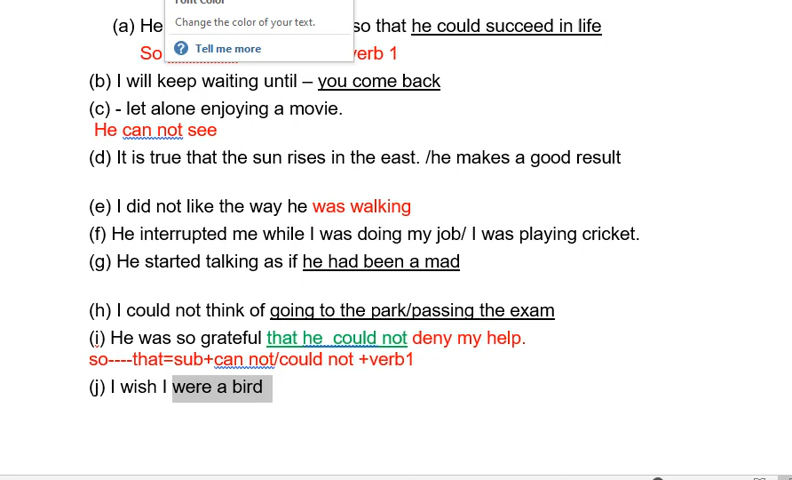 Font Color
(a) He so that he could succeed in life
Change the color of your text.
Tell me more
So verb 1
(b) I will keep waiting until – you come back
(c) - let alone enjoying a movie.
He can not see
(d) It is true that the sun rises in the east. /he makes a good result
(e) I did not like the way he was walking
(f) He interrupted me while I was doing my job/ I was playing cricket.
(g) He started talking as if he had been a mad
(h) I could not think of going to the park/passing the exam
(i) He was so grateful that he could not deny my help.
so----that=sub+can not/could not +verb1
(j) I wish I were a bird